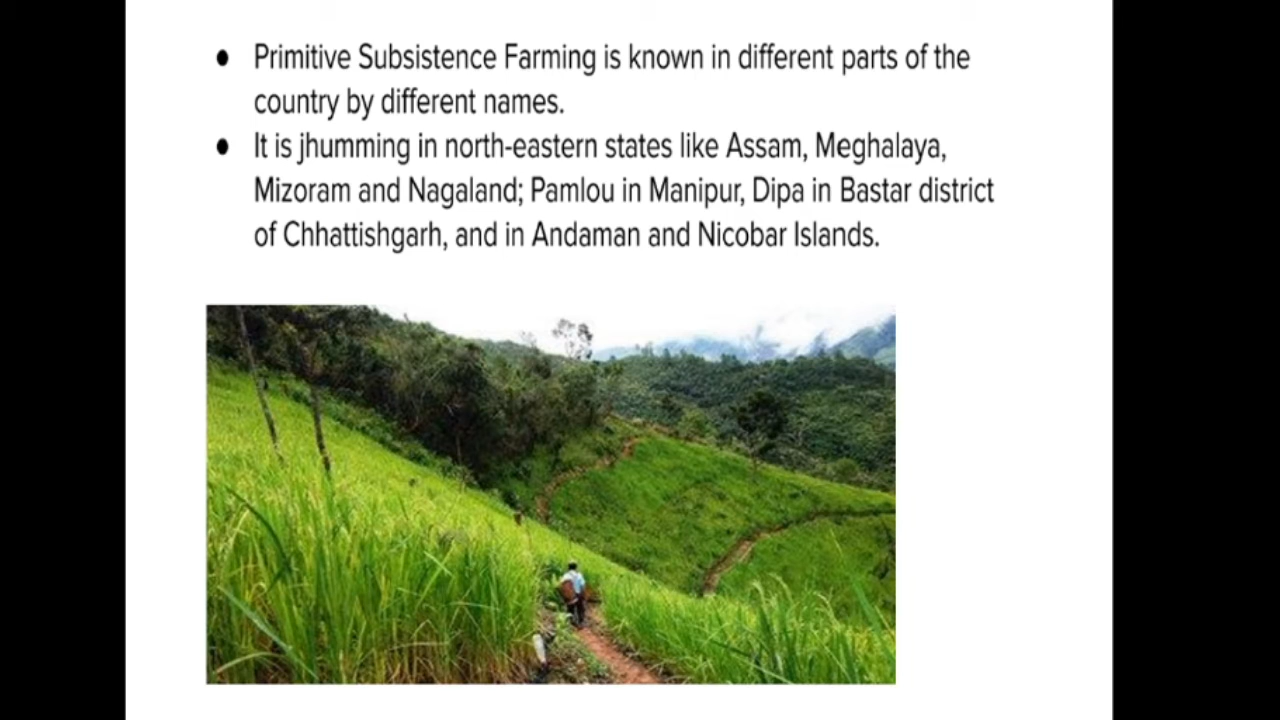 ● Primitive Subsistence Farming is known in different parts of the
country by different names.
● It is jhumming in north-eastern states like Assam, Meghalaya,
Mizoram and Nagaland; Pamlou in Manipur, Dipa in Bastar district
of Chhattishgarh, and in Andaman and Nicobar Islands.